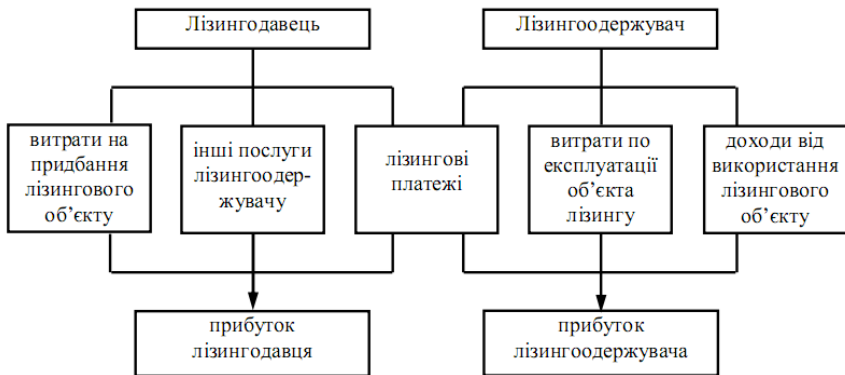 Лізингодавець
Лізингоодержувач
витрати на
придбання
лізингового
об’єкту
інші послуги
лізингоодер-
жувачу
лізингові
платежі
витрати по
експлуатації
об’єкта
лізингу
доходи від
використання
лізингового
об’єкту
прибуток
лізингодавця
прибуток
лізингоодержувача